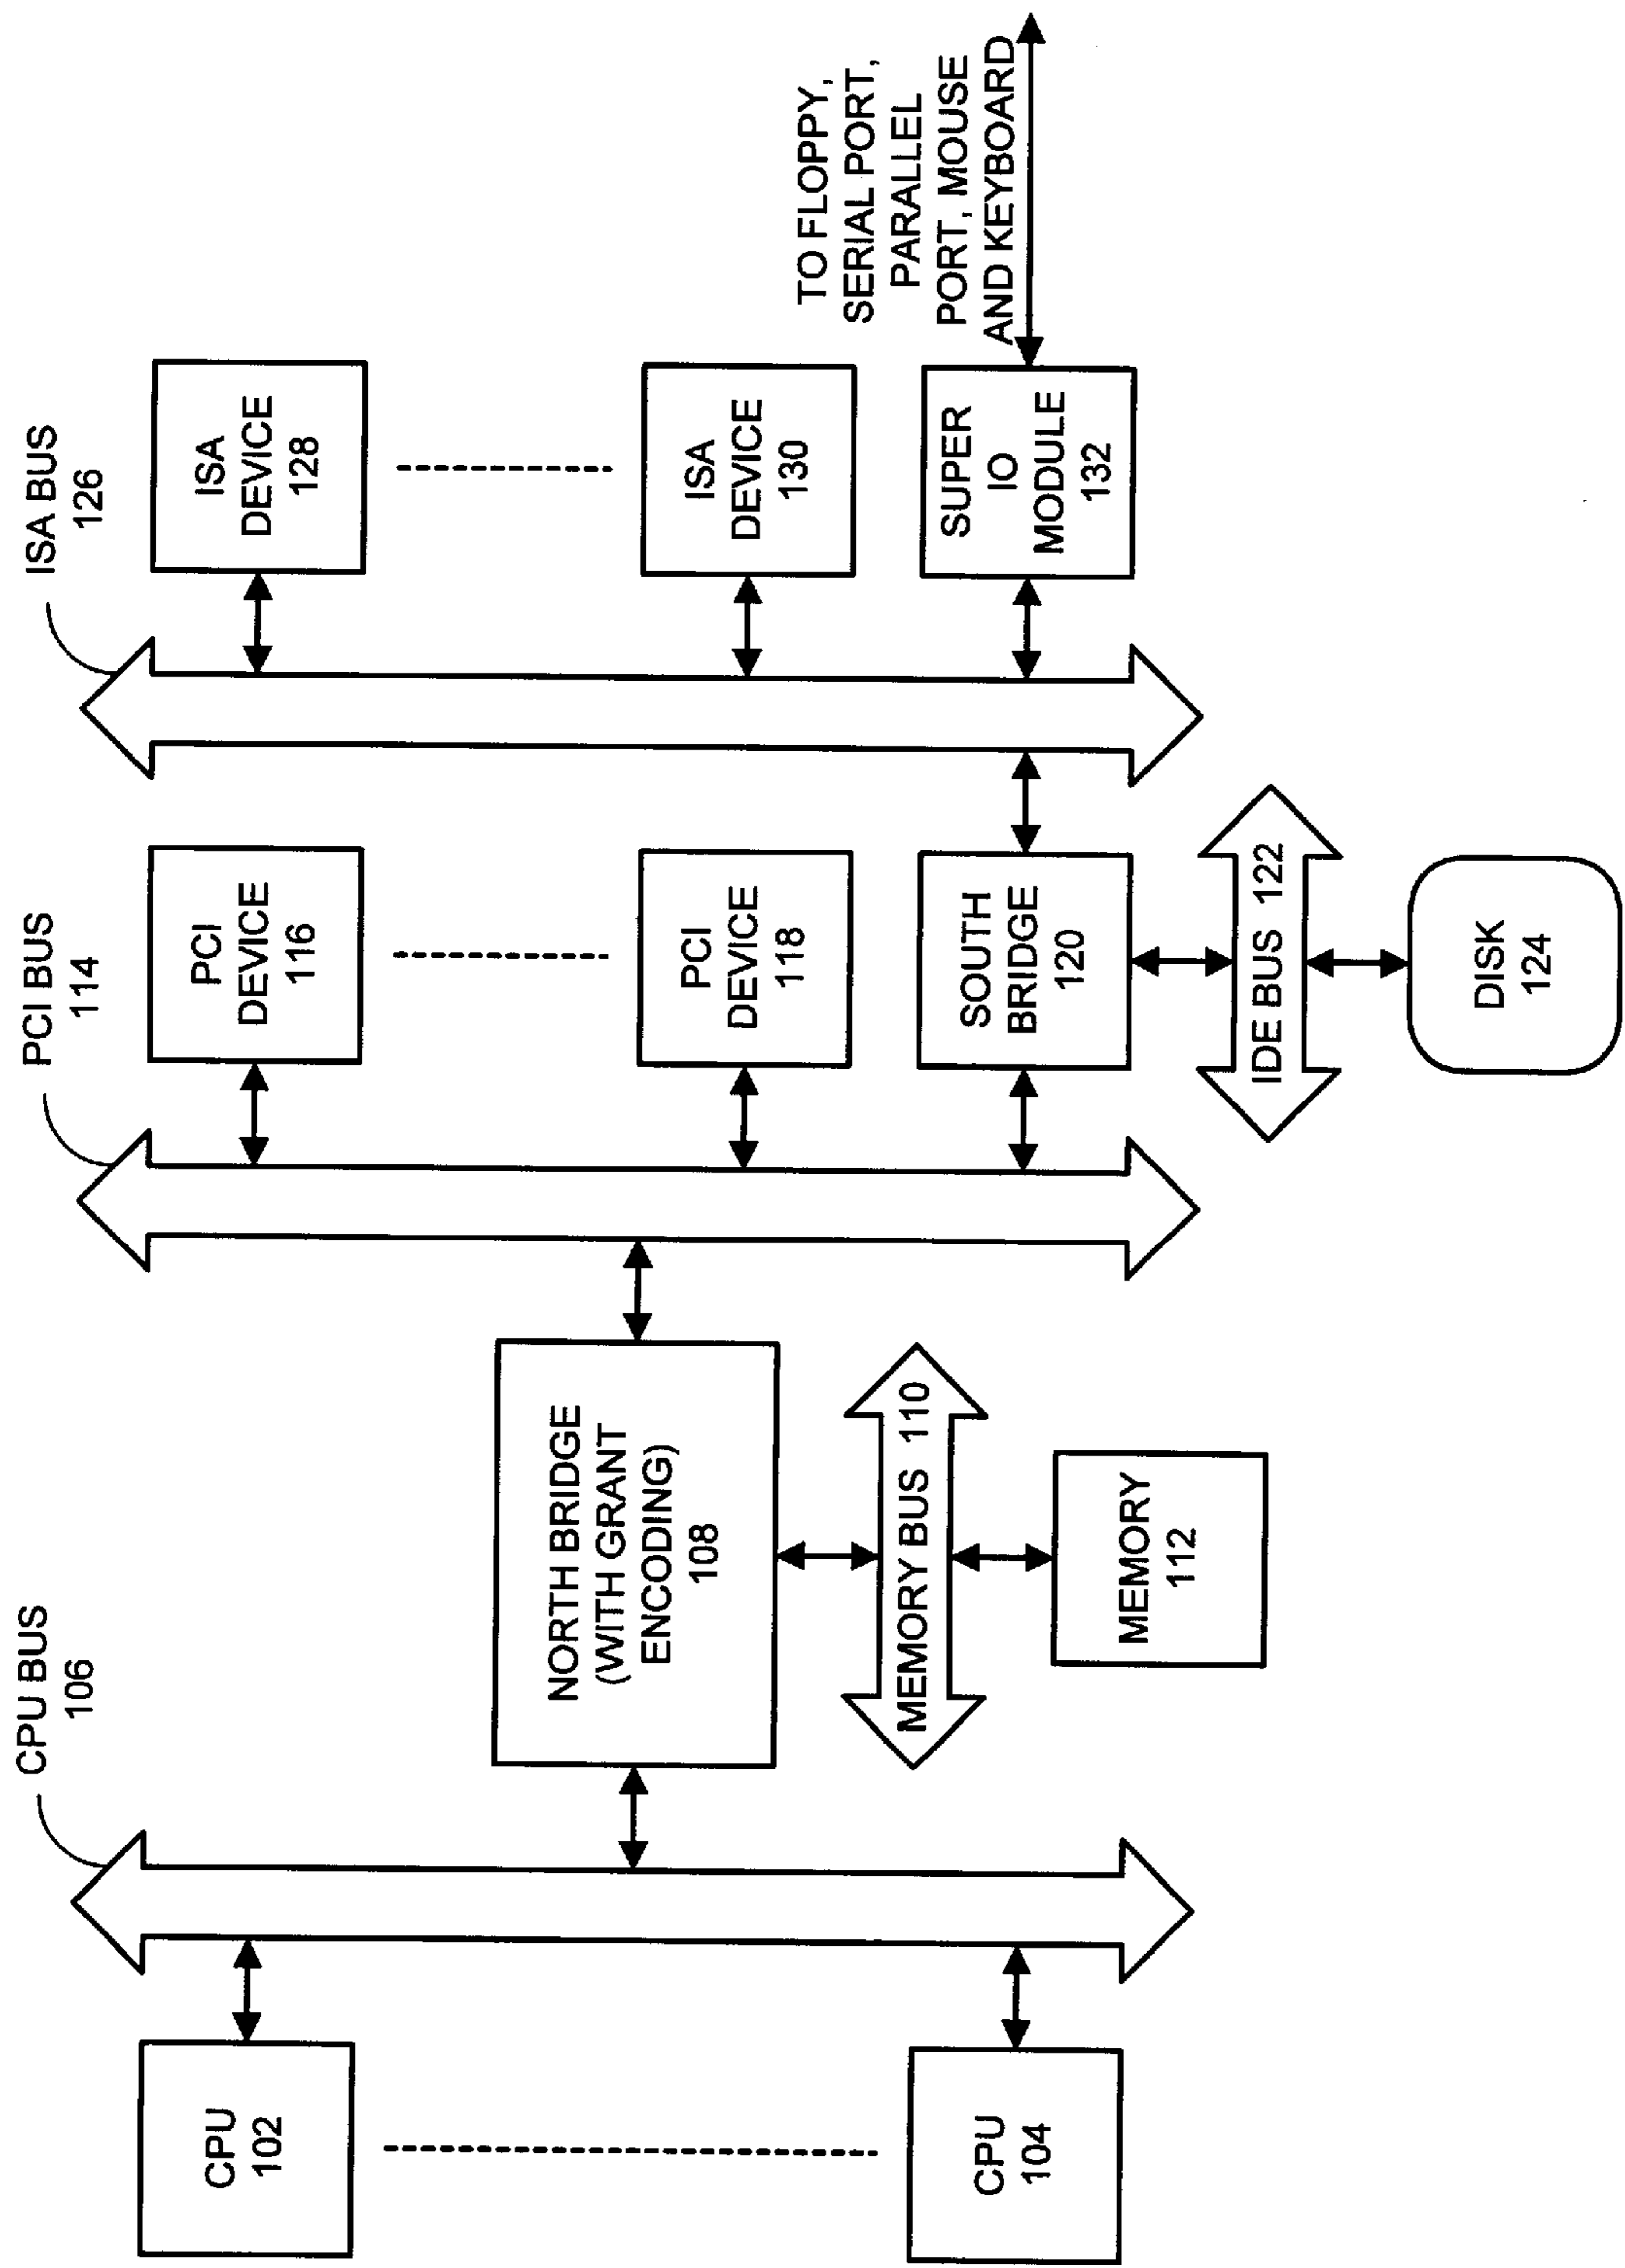 CPU BUS
106
PCI BUS
114
ISA BUS
126
CPU
102
CPU
104
NORTH BRIDGE
(WITH GRANT
ENCODING)
108
MEMORY BUS 110
MEMORY
112
PCI
DEVICE
116
PCI
DEVICE
118
SOUTH
BRIDGE
120
IDE BUS 122
DISK
124
ISA
DEVICE
128
ISA
DEVICE
130
SUPER
IO
MODULE
132
TO FLOPPY,
SERIAL PORT,
PARALLEL
PORT, MOUSE
AND KEYBOARD